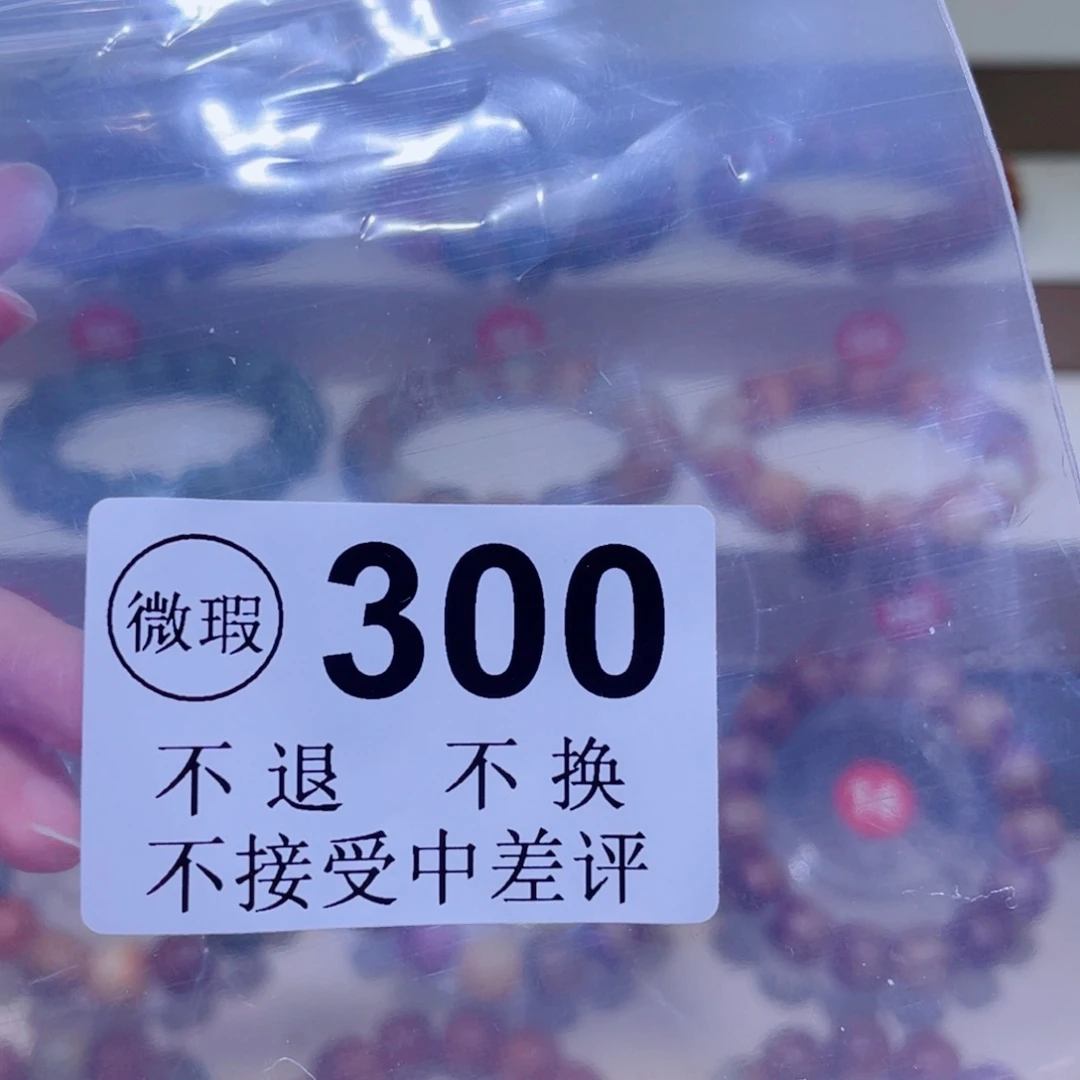 微瑕 300
不退 不换
不接受中差评